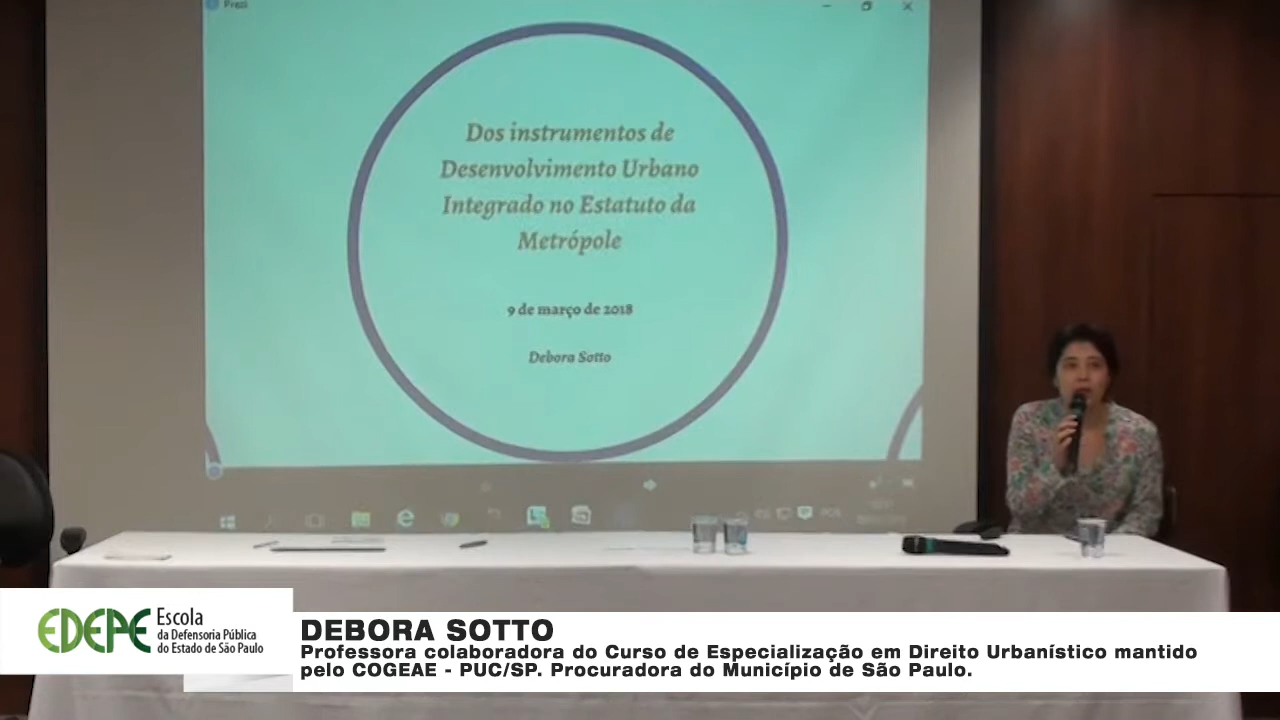 Prezi
Dos instrumentos de
Desenvolvimento Urbano
Integrado no Estatuto da
Metrópole
9 de março de 2018
Debora Sotto
EDEPE
Escola
da Defensoria Pública
do Estado de São Paulo
DEBORA SOTTO
Professora colaboradora do Curso de Especialização em Direito Urbanístico mantido
pelo COGEAE - PUC/SP. Procuradora do Município de São Paulo.